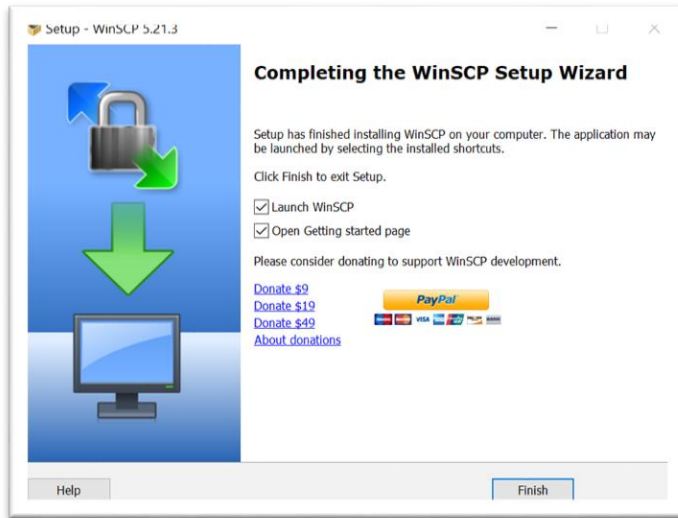 Setup - WinSCP 5.21.3
Completing the WinSCP Setup Wizard
Setup has finished installing WinSCP on your computer. The application may
be launched by selecting the installed shortcuts.
Click Finish to exit Setup.
Launch WinSCP
Open Getting started page
Please consider donating to support WinSCP development.
Donate $9
Donate $19
Donate $49
About donations
PayPal
VISA
Help
Finish